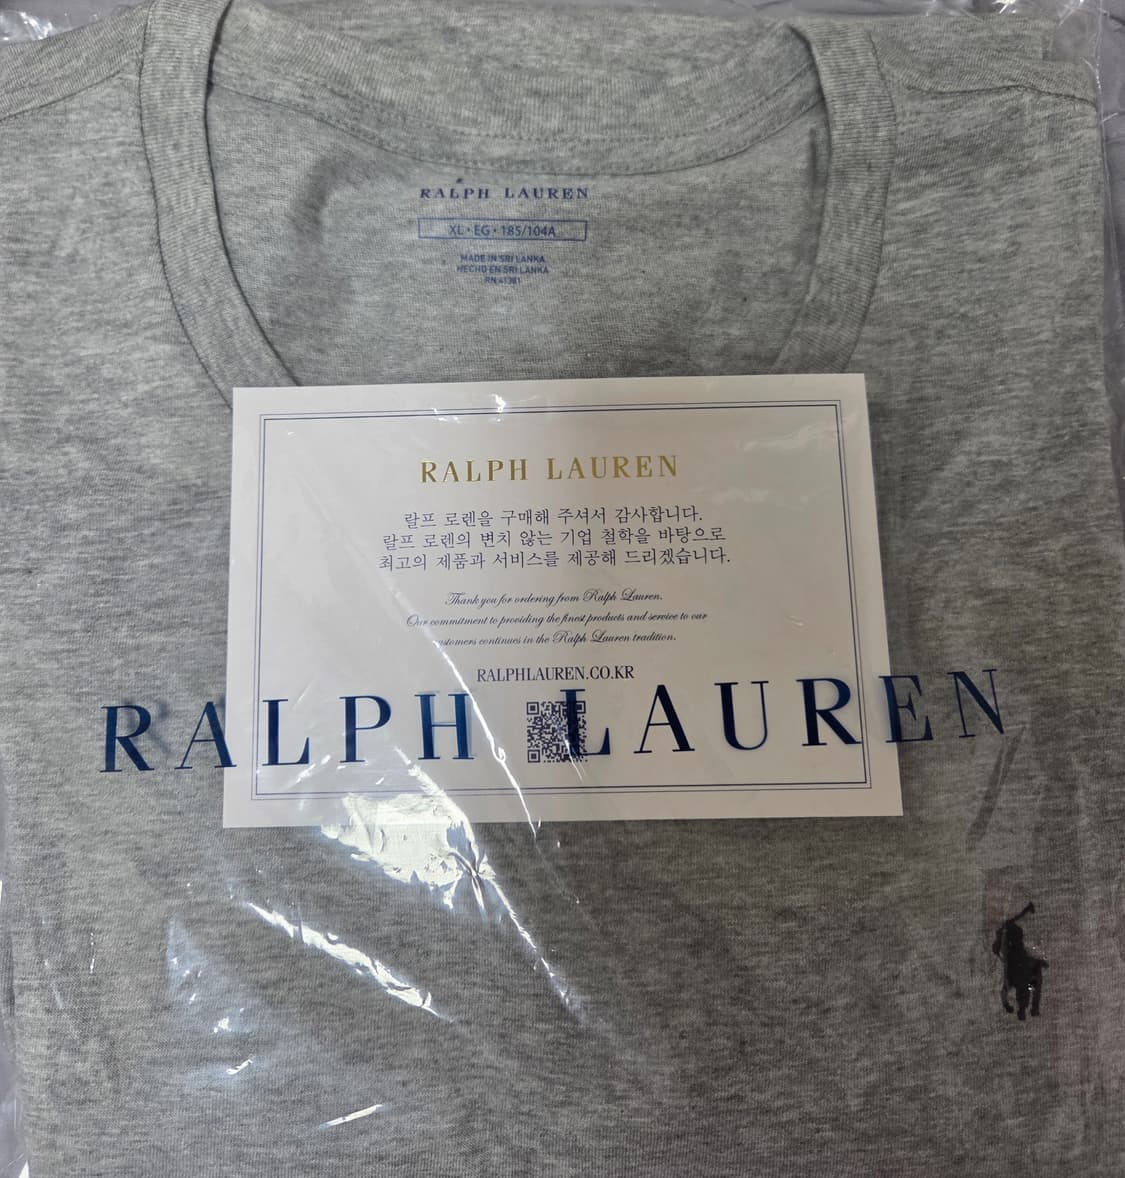 RALPH LAUREN
XL • EG • 185/104A
MADE IN SRI LANKA
HECHO EN SRI LANKA
RN 41381
RALPH LAUREN
랄프 로렌을 구매해 주셔서 감사합니다.
랄프 로렌의 변치 않는 기업 철학을 바탕으로
최고의 제품과 서비스를 제공해 드리겠습니다.
Thank you for ordering from Ralph Lauren.
Our commitment to providing the finest products and service to our
customers continues in the Ralph Lauren tradition.
RALPHLAUREN.CO.KR
RALPH LAUREN